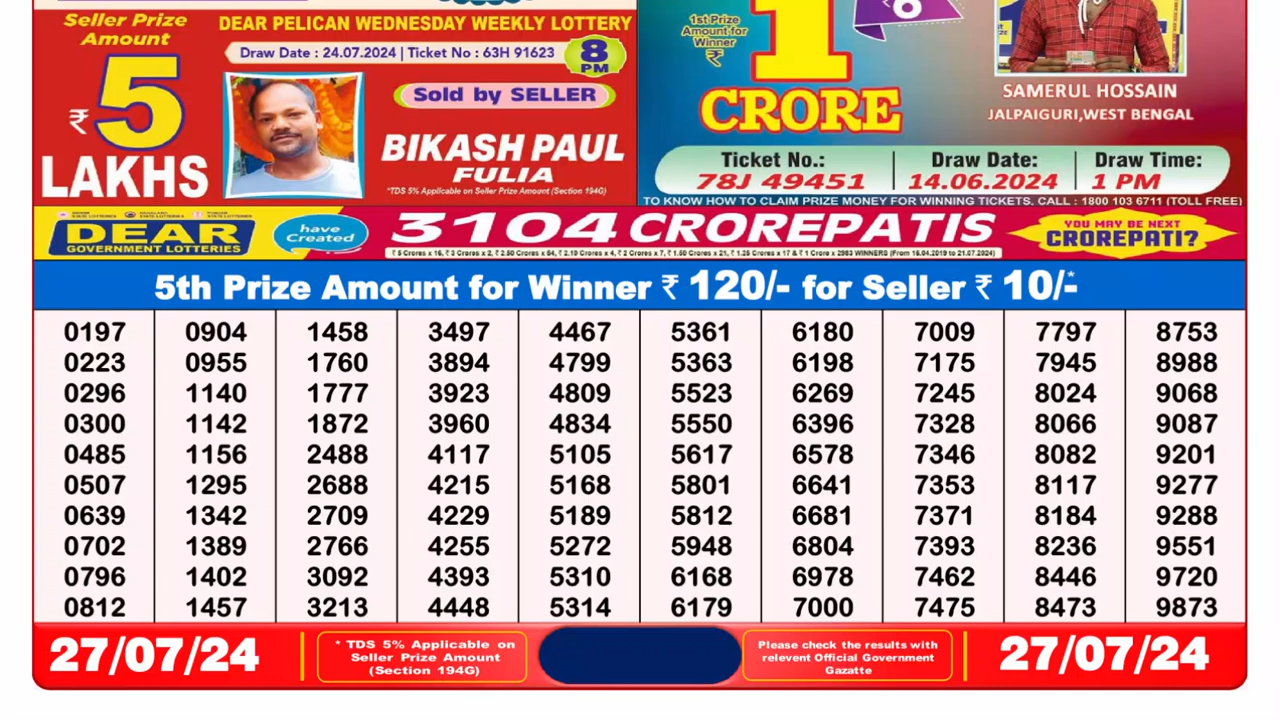 Seller Prize
Amount
₹5
LAKHS
DEAR PELICAN WEDNESDAY WEEKLY LOTTERY
Draw Date : 24.07.2024 | Ticket No : 63H 91623
8
PM
Sold by SELLER
BIKASH PAUL
FULIA
*TDS 5% Applicable on Seller Prize Amount (Section 194G)
1st Prize
Amount for
Winner
₹
1
CRORE
SAMERUL HOSSAIN
JALPAIGURI,WEST BENGAL
Ticket No.:
78J 49451
Draw Date:
14.06.2024
Draw Time:
1 PM
TO KNOW HOW TO CLAIM PRIZE MONEY FOR WINNING TICKETS, CALL : 1800 103 6711 (TOLL FREE)
DEAR
GOVERNMENT LOTTERIES
have
Created
3104 CROREPATIS
YOU MAY BE NEXT
CROREPATI?
5th Prize Amount for Winner ₹ 120/- for Seller ₹ 10/-*
0197 0904 1458 3497 4467 5361 6180 7009 7797 8753
0223 0955 1760 3894 4799 5363 6198 7175 7945 8988
0296 1140 1777 3923 4809 5523 6269 7245 8024 9068
0300 1142 1872 3960 4834 5550 6396 7328 8066 9087
0485 1156 2488 4117 5105 5617 6578 7346 8082 9201
0507 1295 2688 4215 5168 5801 6641 7353 8117 9277
0639 1342 2709 4229 5189 5812 6681 7371 8184 9288
0702 1389 2766 4255 5272 5948 6804 7393 8236 9551
0796 1402 3092 4393 5310 6168 6978 7462 8446 9720
0812 1457 3213 4448 5314 6179 7000 7475 8473 9873
27/07/24
* TDS 5% Applicable on
Seller Prize Amount
(Section 194G)
Please check the results with
relevent Official Government
Gazatte
27/07/24